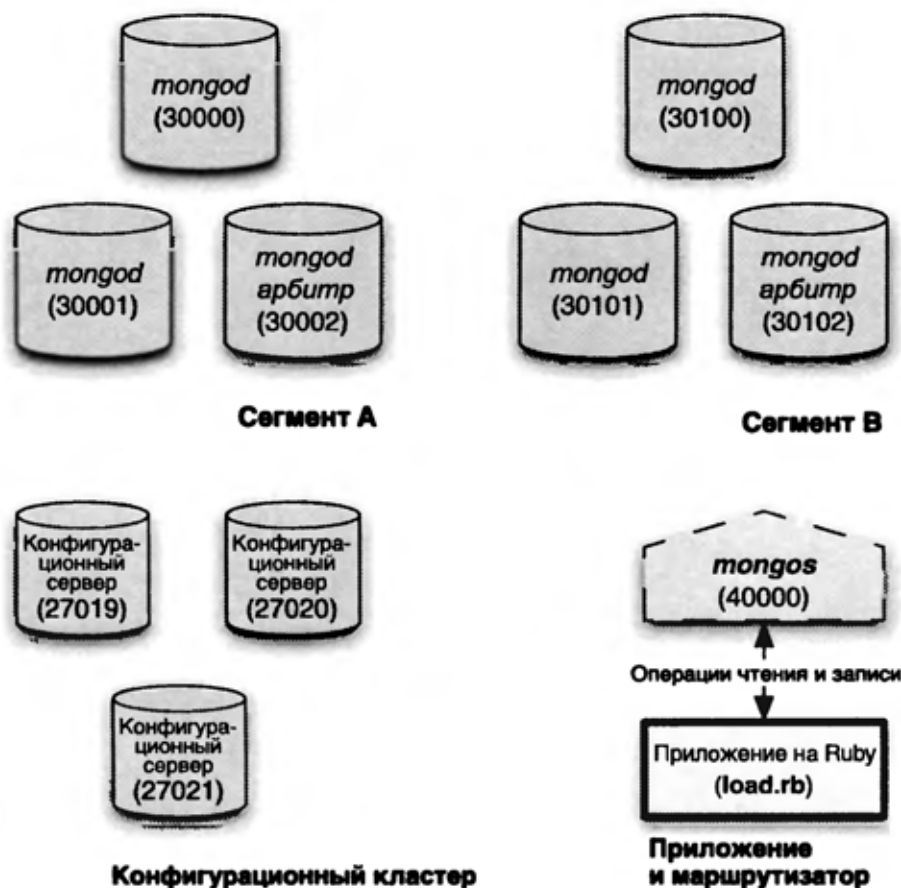 mongod
(30000)
mongod
(30001)
mongod
арбитр
(30002)
Сегмент А
mongod
(30100)
mongod
(30101)
mongod
арбитр
(30102)
Сегмент В
Конфигура-
ционный
сервер
(27019)
Конфигура-
ционный
сервер
(27020)
Конфигура-
ционный
сервер
(27021)
Конфигурационный кластер
mongos
(40000)
Операции чтения и записи
Приложение на Ruby
(load.rb)
Приложение
и маршрутизатор